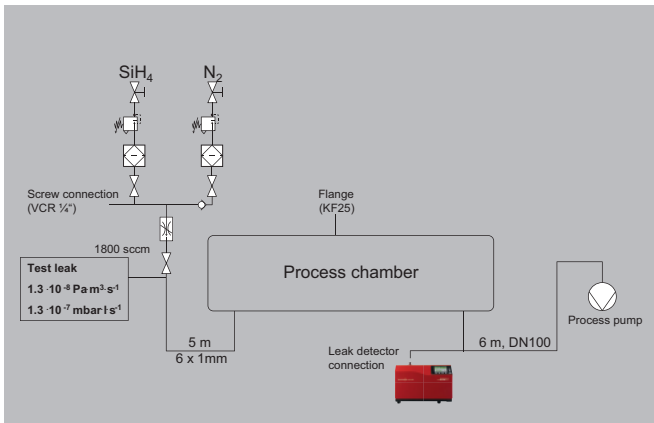 SiH4
N2
Screw connection
(VCR ¼“)
Flange
(KF25)
1800 sccm
Test leak
1.3 ·10 -8 Pa·m³·s-1
1.3 ·10 -7 mbar·l·s-1
Process chamber
5 m
6 x 1mm
Leak detector
connection
6 m, DN100
Process pump